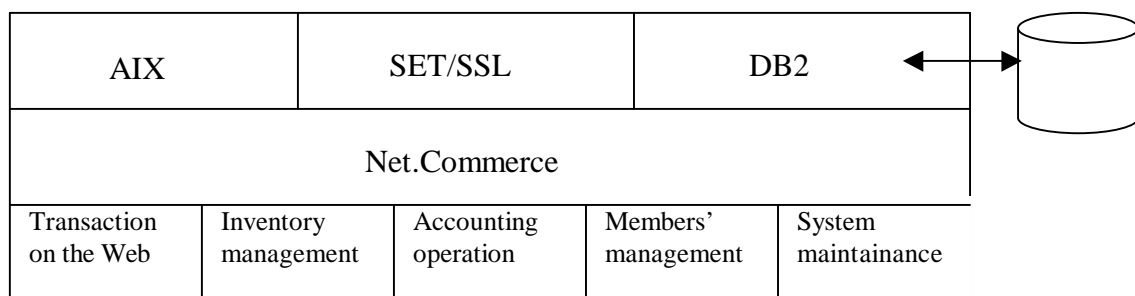 AIX
SET/SSL
DB2
Net.Commerce
Transaction
on the Web
Inventory
management
Accounting
operation
Members’
management
System
maintainance